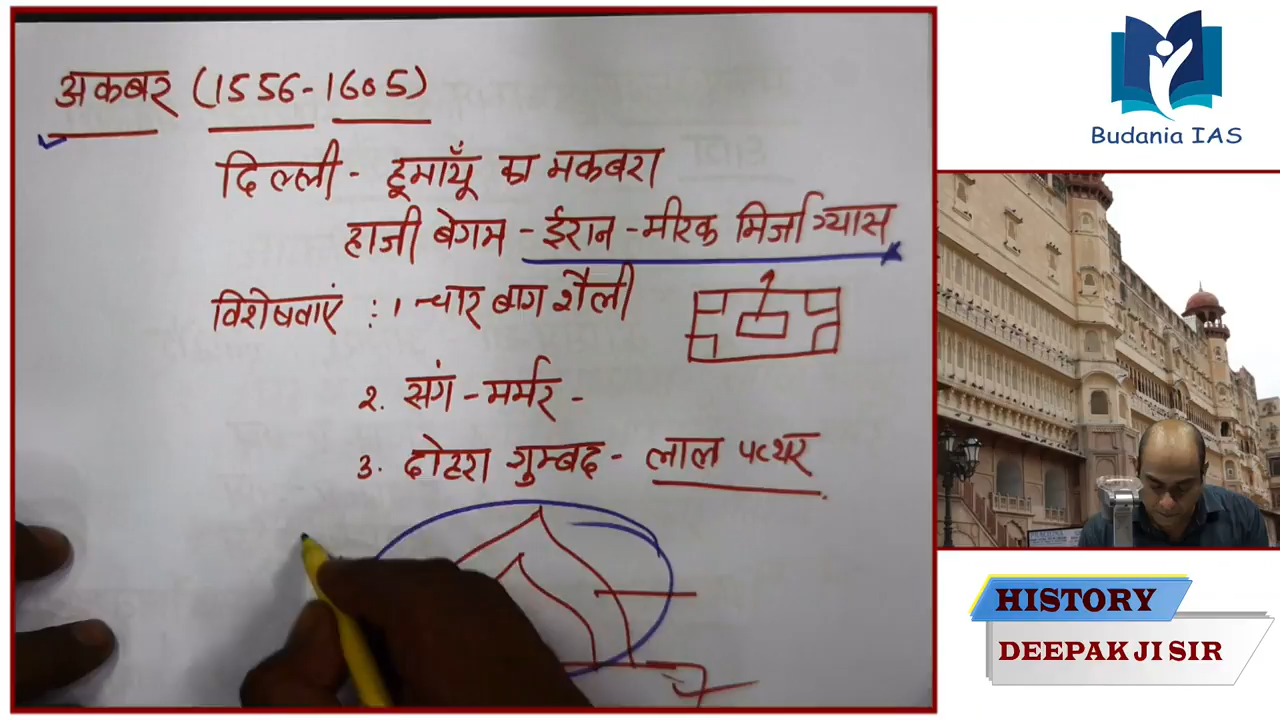 अकबर (1556-1605)
दिल्ली - हूमायूँ का मकबरा
हाजी बेगम - ईरान - मीरक मिर्जा ग्यास
विशेषताएं : 1 चार बाग शैली
2. संग - मर्मर -
3. दोहरा गुम्बद - लाल पत्थर
Budania IAS
HISTORY
DEEPAK JI SIR